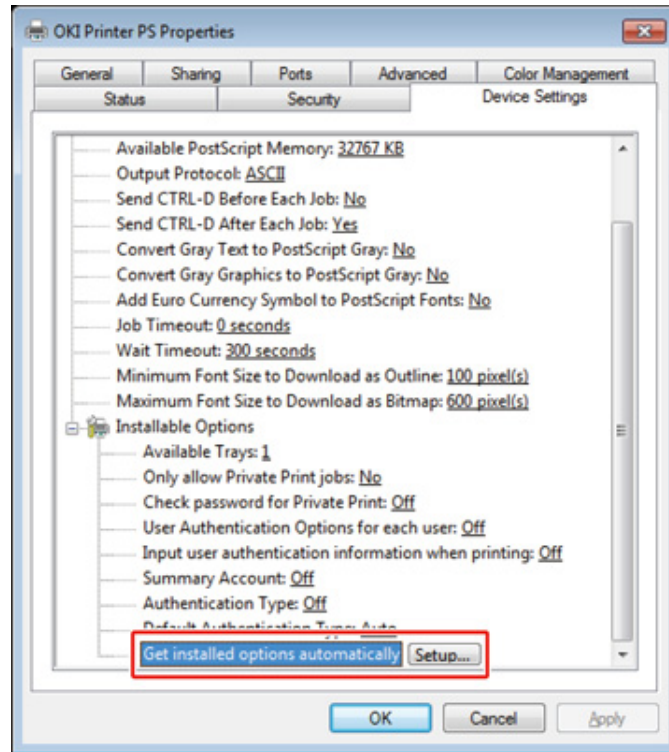 OKI Printer PS Properties
General Sharing Ports Advanced Color Management
Status Security Device Settings
Available PostScript Memory: 32767 KB
Output Protocol: ASCII
Send CTRL-D Before Each Job: No
Send CTRL-D After Each Job: Yes
Convert Gray Text to PostScript Gray: No
Convert Gray Graphics to PostScript Gray: No
Add Euro Currency Symbol to PostScript Fonts: No
Job Timeout: 0 seconds
Wait Timeout: 300 seconds
Minimum Font Size to Download as Outline: 100 pixel(s)
Maximum Font Size to Download as Bitmap: 600 pixel(s)
Installable Options
Available Trays: 1
Only allow Private Print jobs: No
Check password for Private Print: Off
User Authentication Options for each user: Off
Input user authentication information when printing: Off
Summary Account: Off
Authentication Type: Off
Default Authentication Type: Auto
Get installed options automatically Setup...
OK Cancel Apply